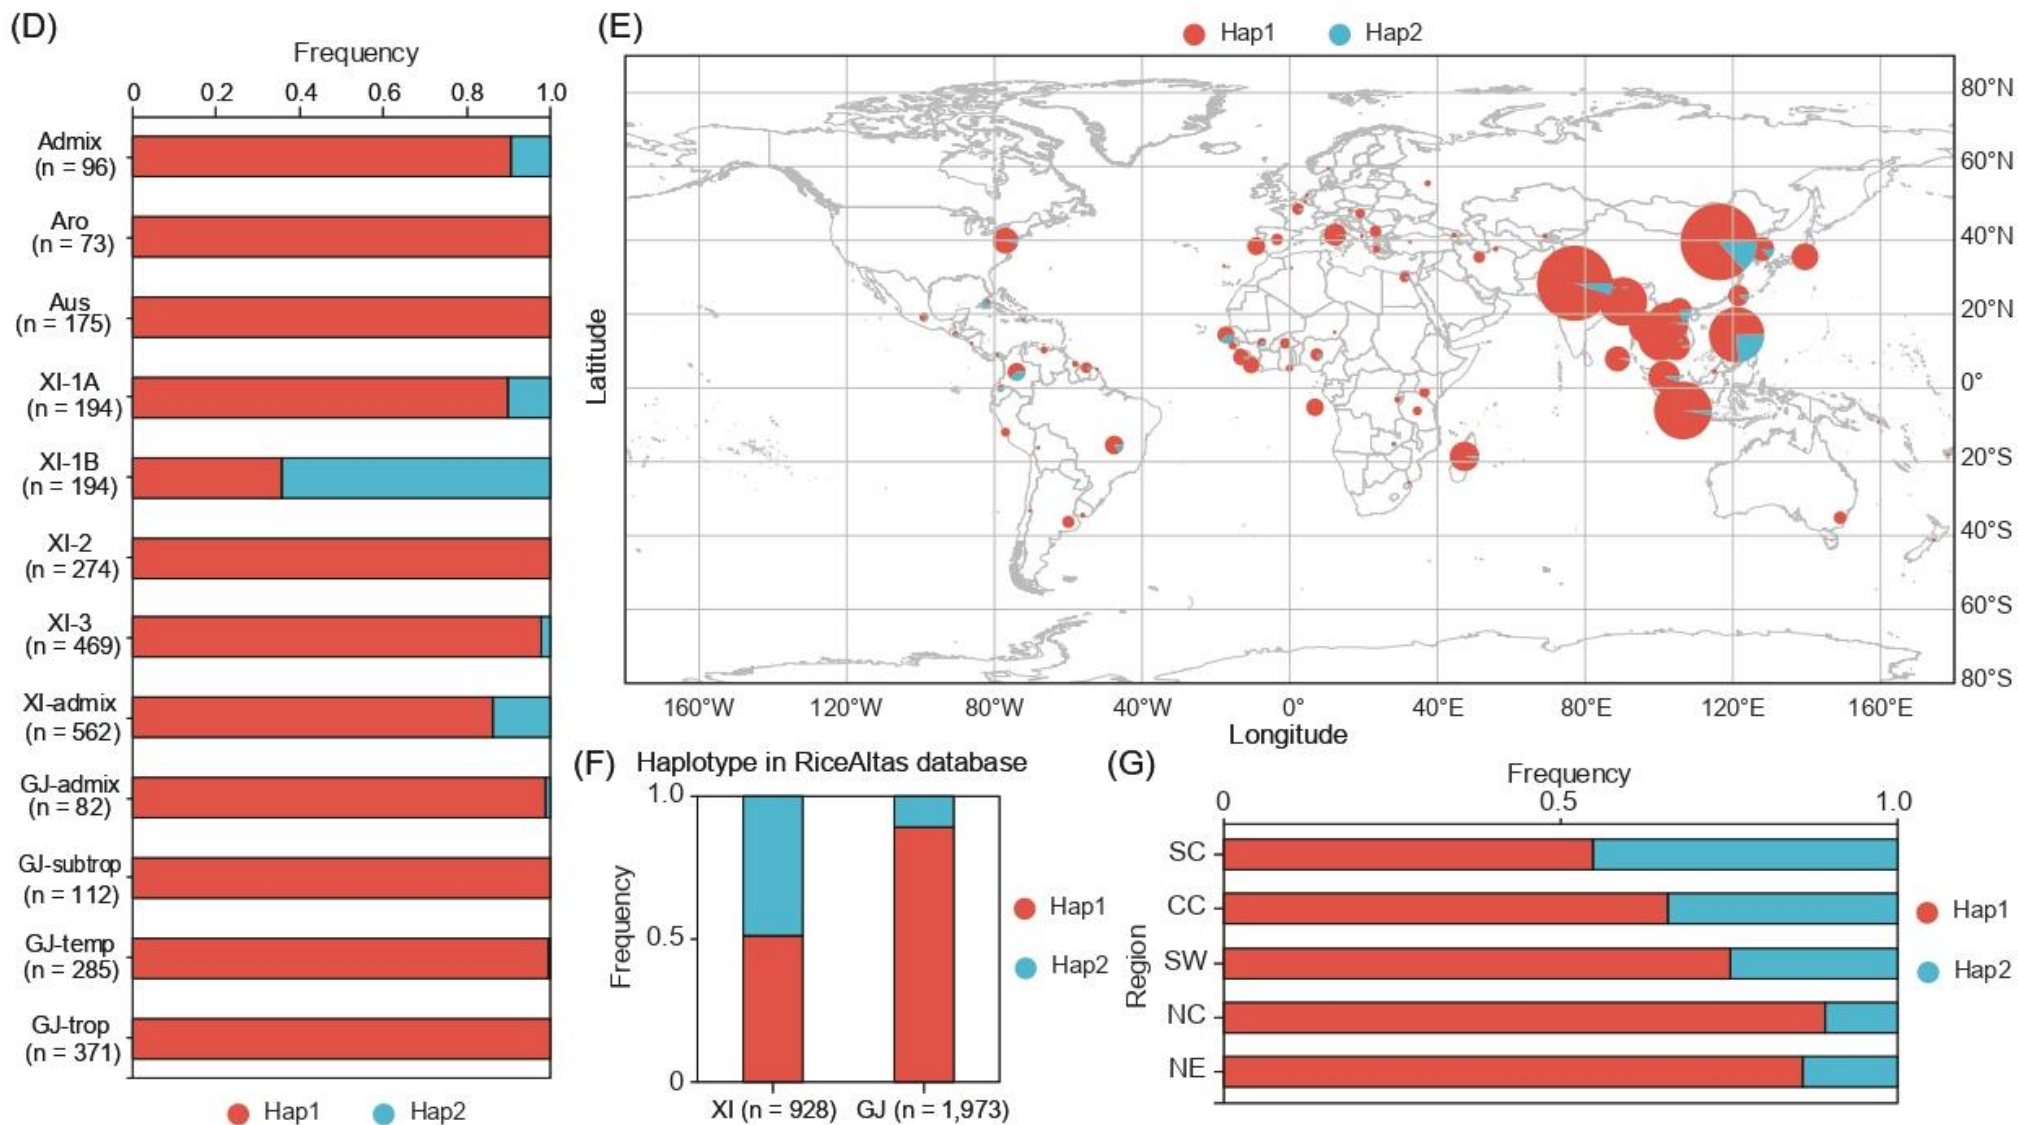 (D)
Frequency
0 0.2 0.4 0.6 0.8 1.0
Admix
(n = 96)
Aro
(n = 73)
Aus
(n = 175)
XI-1A
(n = 194)
XI-1B
(n = 194)
XI-2
(n = 274)
XI-3
(n = 469)
XI-admix
(n = 562)
GJ-admix
(n = 82)
GJ-subtrop
(n = 112)
GJ-temp
(n = 285)
GJ-trop
(n = 371)
Hap1 Hap2
(E)
Hap1 Hap2
Latitude
80°N
60°N
40°N
20°N
0°
20°S
40°S
60°S
80°S
160°W 120°W 80°W 40°W 0° 40°E 80°E 120°E 160°E
Longitude
(F) Haplotype in RiceAltas database
Frequency
1.0
0.5
0
XI (n = 928) GJ (n = 1,973)
Hap1
Hap2
(G)
Frequency
0 0.5 1.0
Region
SC
CC
SW
NC
NE
Hap1
Hap2